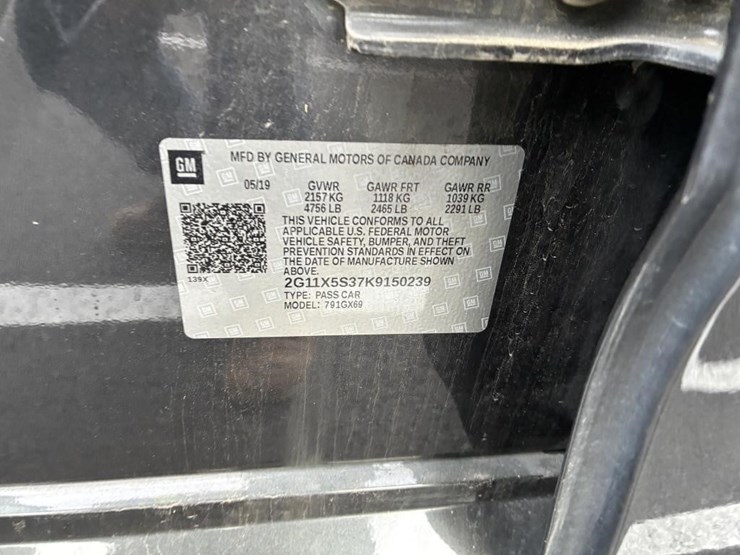 GM
MFD BY GENERAL MOTORS OF CANADA COMPANY
05/19 GVWR GAWR FRT GAWR RR
2157 KG 1118 KG 1039 KG
4756 LB 2465 LB 2291 LB
THIS VEHICLE CONFORMS TO ALL
APPLICABLE U.S. FEDERAL MOTOR
VEHICLE SAFETY, BUMPER, AND THEFT
PREVENTION STANDARDS IN EFFECT ON
THE DATE OF MANUFACTURE SHOWN
ABOVE.
139X
2G11X5S37K9150239
TYPE: PASS CAR
MODEL: 791GX69